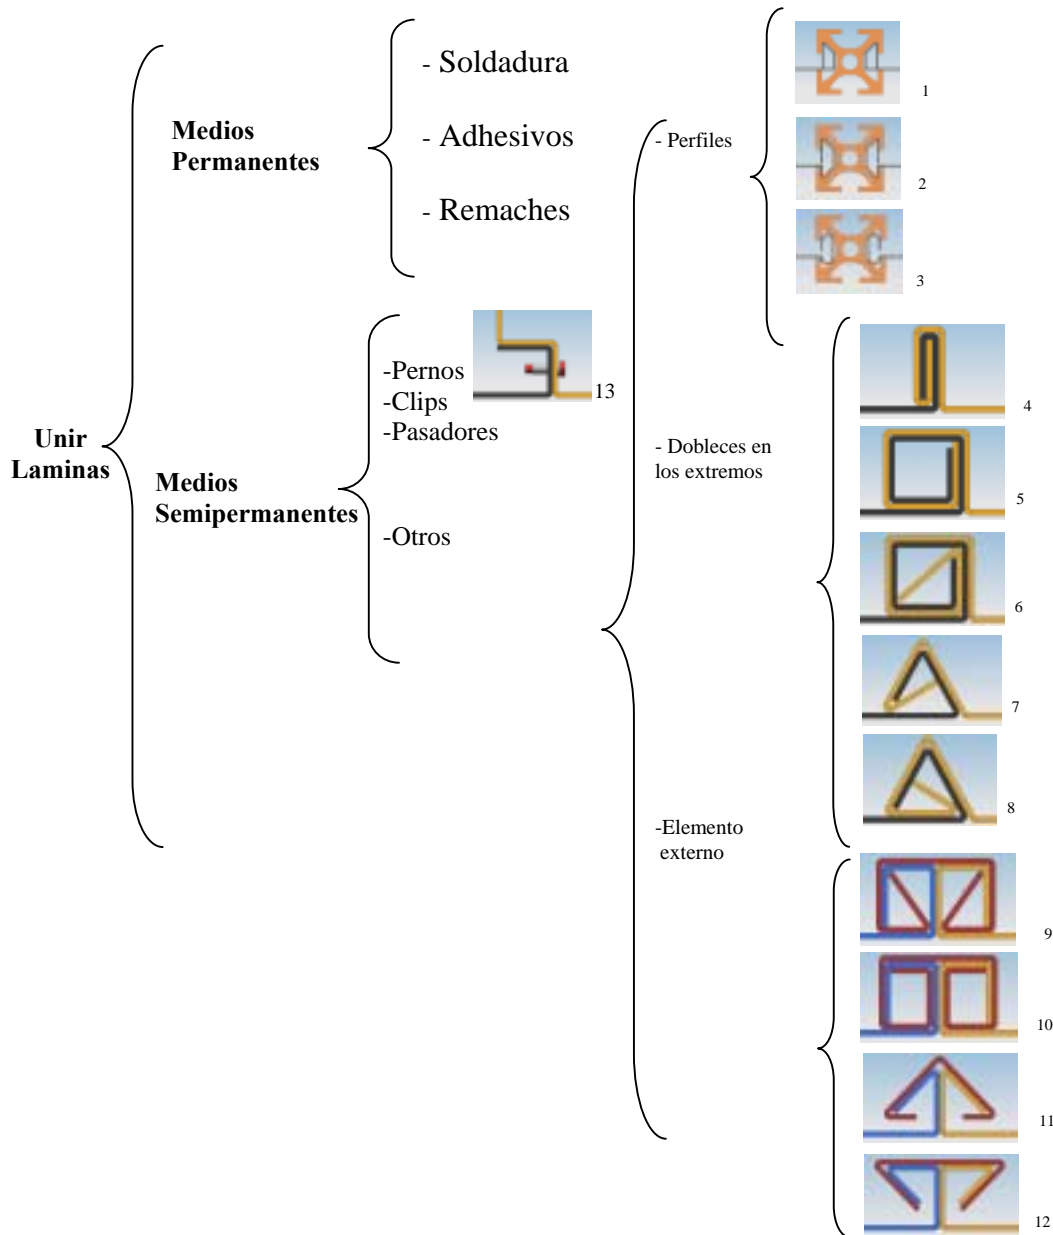 Unir
Laminas
Medios
Permanentes
- Soldadura
- Adhesivos
- Remaches
Medios
Semipermanentes
-Pernos
-Clips
-Pasadores
13
-Otros
- Perfiles
1
2
3
- Dobleces en
los extremos
4
5
6
7
8
-Elemento
externo
9
10
11
12